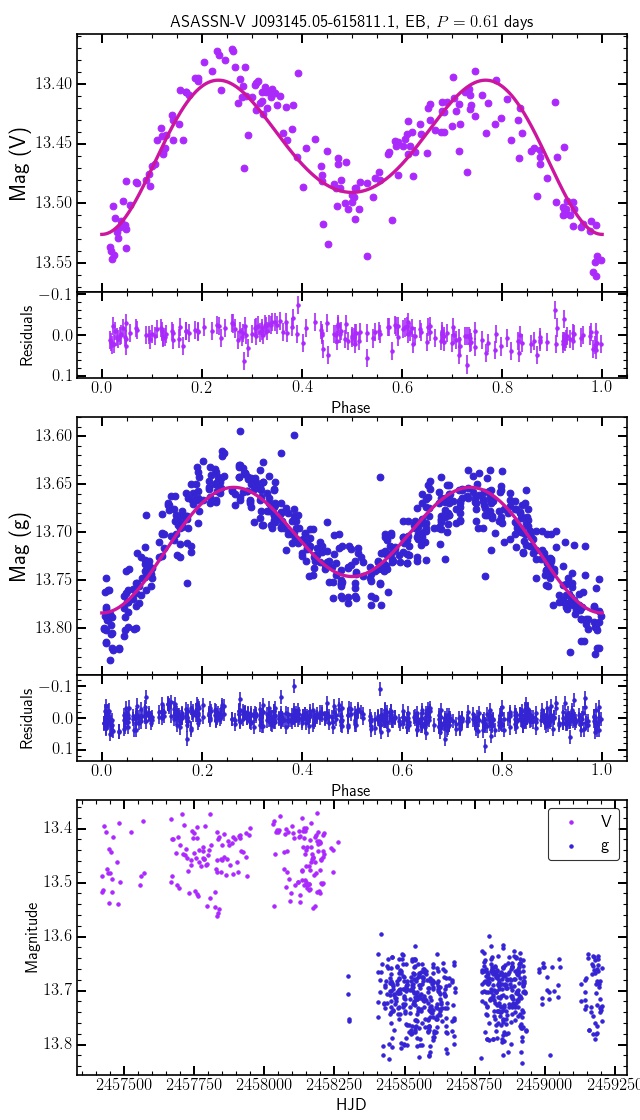 ASASSN-V J093145.05-615811.1, EB, P = 0.61 days
Mag (V)
13.40
13.45
13.50
13.55
Residuals
−0.1
0.0
0.1
0.0 0.2 0.4 0.6 0.8 1.0
Phase
Mag (g)
13.60
13.65
13.70
13.75
13.80
Residuals
−0.1
0.0
0.1
0.0 0.2 0.4 0.6 0.8 1.0
Phase
Magnitude
13.4
13.5
13.6
13.7
13.8
V
g
2457500 2457750 2458000 2458250 2458500 2458750 2459000 2459250
HJD